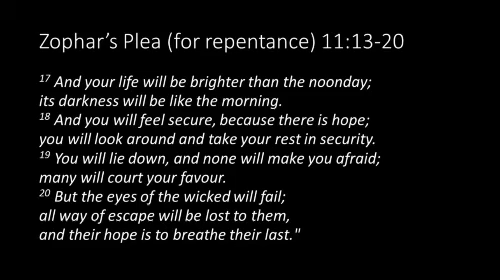 Zophar’s Plea (for repentance) 11:13-20
17 And your life will be brighter than the noonday;
its darkness will be like the morning.
18 And you will feel secure, because there is hope;
you will look around and take your rest in security.
19 You will lie down, and none will make you afraid;
many will court your favour.
20 But the eyes of the wicked will fail;
all way of escape will be lost to them,
and their hope is to breathe their last."